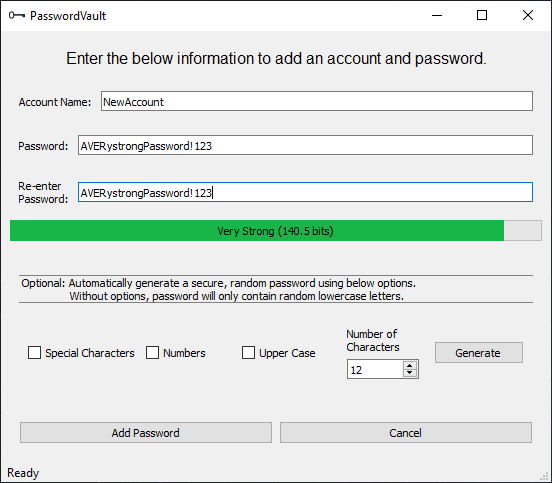 PasswordVault
Enter the below information to add an account and password.
Account Name: NewAccount
Password: AVERystrongPassword!123
Re-enter
Password: AVERystrongPassword!123
Very Strong (140.5 bits)
Optional: Automatically generate a secure, random password using below options.
Without options, password will only contain random lowercase letters.
Special Characters
Numbers
Upper Case
Number of
Characters
12
Generate
Add Password
Cancel
Ready